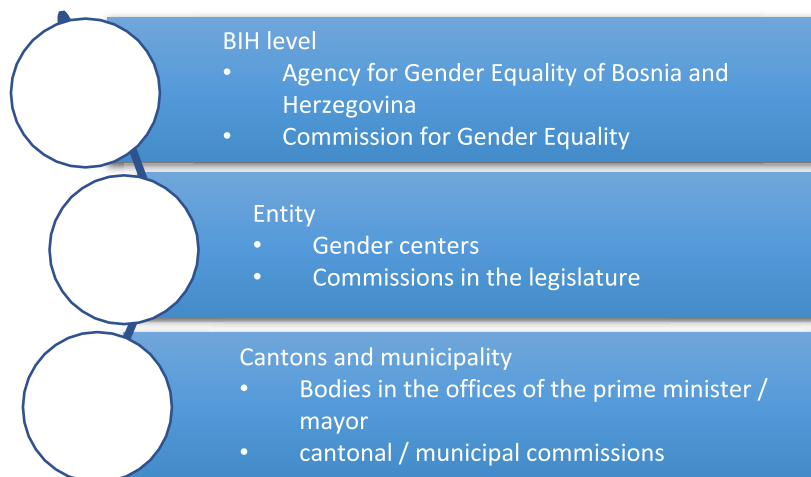 BIH level
• Agency for Gender Equality of Bosnia and
Herzegovina
• Commission for Gender Equality
Entity
• Gender centers
• Commissions in the legislature
Cantons and municipality
• Bodies in the offices of the prime minister /
mayor
• cantonal / municipal commissions